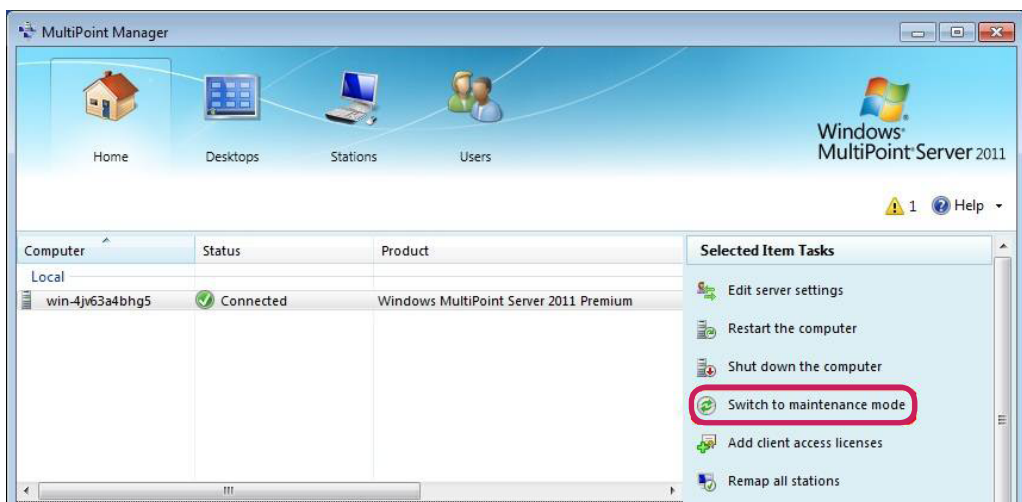 MultiPoint Manager
Home
Desktops
Stations
Users
Windows
MultiPoint Server 2011
1
Help
Computer
Status
Product
Selected Item Tasks
Local
win-4jv63a4bhg5
Connected
Windows MultiPoint Server 2011 Premium
Edit server settings
Restart the computer
Shut down the computer
Switch to maintenance mode
Add client access licenses
Remap all stations